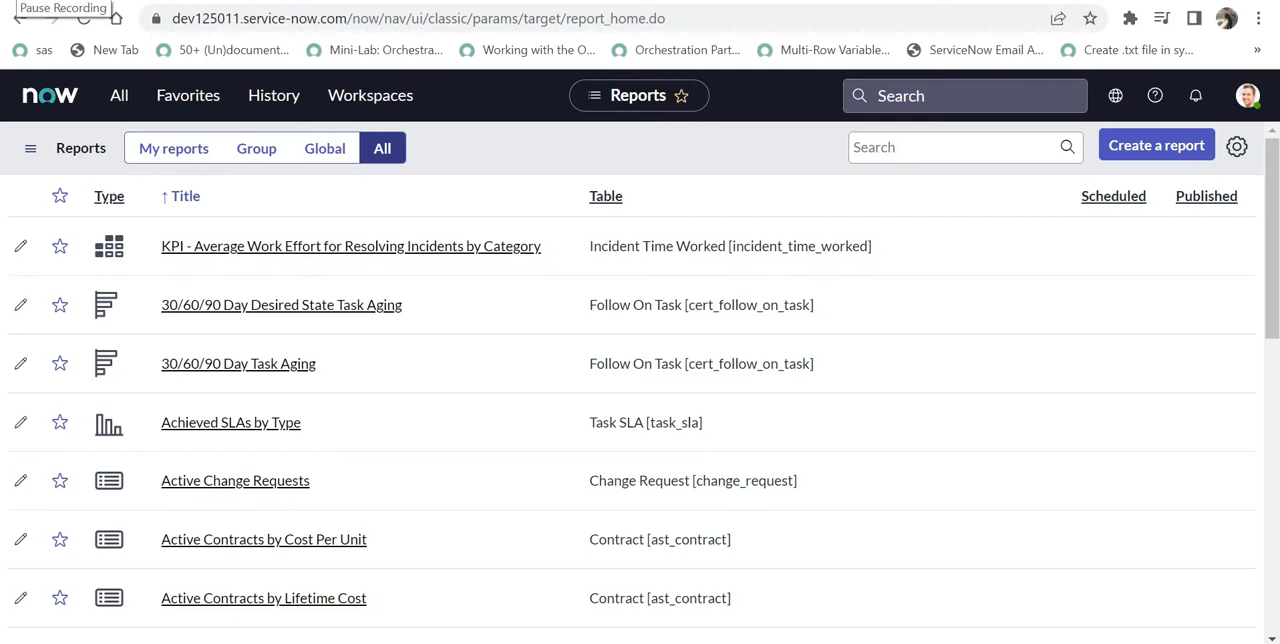 Pause Recording
dev125011.service-now.com/now/nav/ui/classic/params/target/report_home.do
sas New Tab 50+ (Un)document... Mini-Lab: Orchestra... Working with the O... Orchestration Part... Multi-Row Variable... ServiceNow Email A... Create .txt file in sy... »
now All Favorites History Workspaces Reports Search
Reports My reports Group Global All Search Create a report
Type ↑ Title Table Scheduled Published
KPI - Average Work Effort for Resolving Incidents by Category Incident Time Worked [incident_time_worked]
30/60/90 Day Desired State Task Aging Follow On Task [cert_follow_on_task]
30/60/90 Day Task Aging Follow On Task [cert_follow_on_task]
Achieved SLAs by Type Task SLA [task_sla]
Active Change Requests Change Request [change_request]
Active Contracts by Cost Per Unit Contract [ast_contract]
Active Contracts by Lifetime Cost Contract [ast_contract]